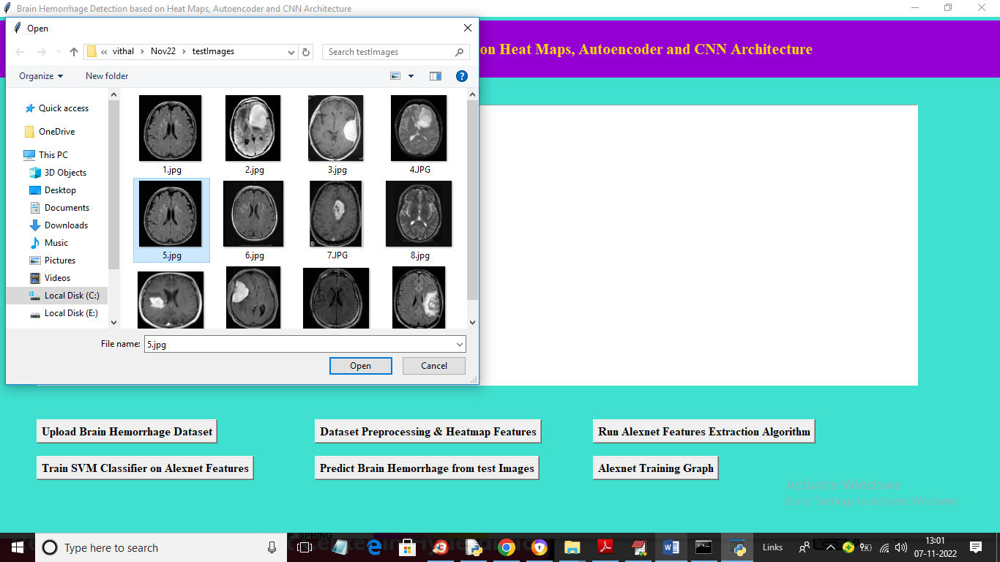 Brain Hemorrhage Detection based on Heat Maps, Autoencoder and CNN Architecture
Open
on Heat Maps, Autoencoder and CNN Architecture
« vithal > Nov22 > testImages
Search testImages
Organize
New folder
Quick access
OneDrive
This PC
3D Objects
Desktop
Documents
Downloads
Music
Pictures
Videos
Local Disk (C:)
Local Disk (E:)
1.jpg 2.jpg 3.jpg 4.JPG
5.jpg 6.jpg 7.JPG 8.jpg
B
File name: 5.jpg
Open Cancel
Upload Brain Hemorrhage Dataset
Dataset Preprocessing & Heatmap Features
Run Alexnet Features Extraction Algorithm
Train SVM Classifier on Alexnet Features
Predict Brain Hemorrhage from test Images
Alexnet Training Graph
Activate Windows
Go to Settings to activate Windows.
Type here to search
SPRING
Links
13:01
07-11-2022